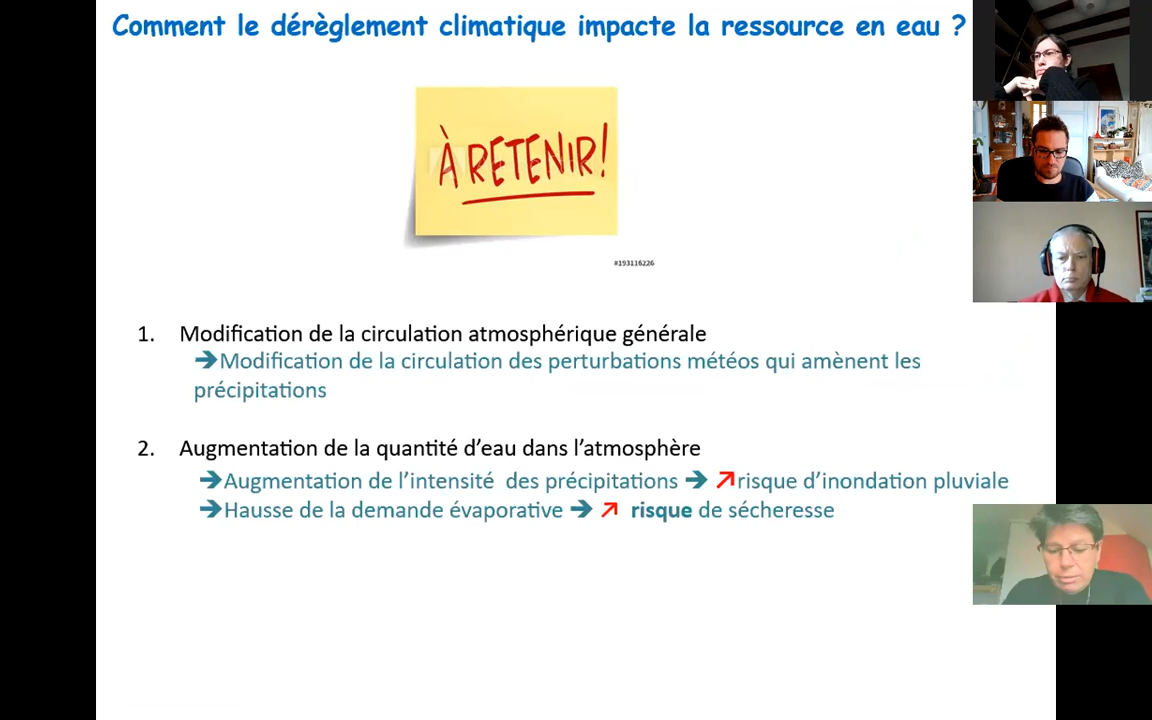 Comment le dérèglement climatique impacte la ressource en eau ?
À RETENIR!
#193116226
1. Modification de la circulation atmosphérique générale
➔Modification de la circulation des perturbations météos qui amènent les
précipitations
2. Augmentation de la quantité d’eau dans l’atmosphère
➔Augmentation de l’intensité  des précipitations ➔ ↗risque d’inondation pluviale
➔Hausse de la demande évaporative ➔ ↗ risque de sécheresse